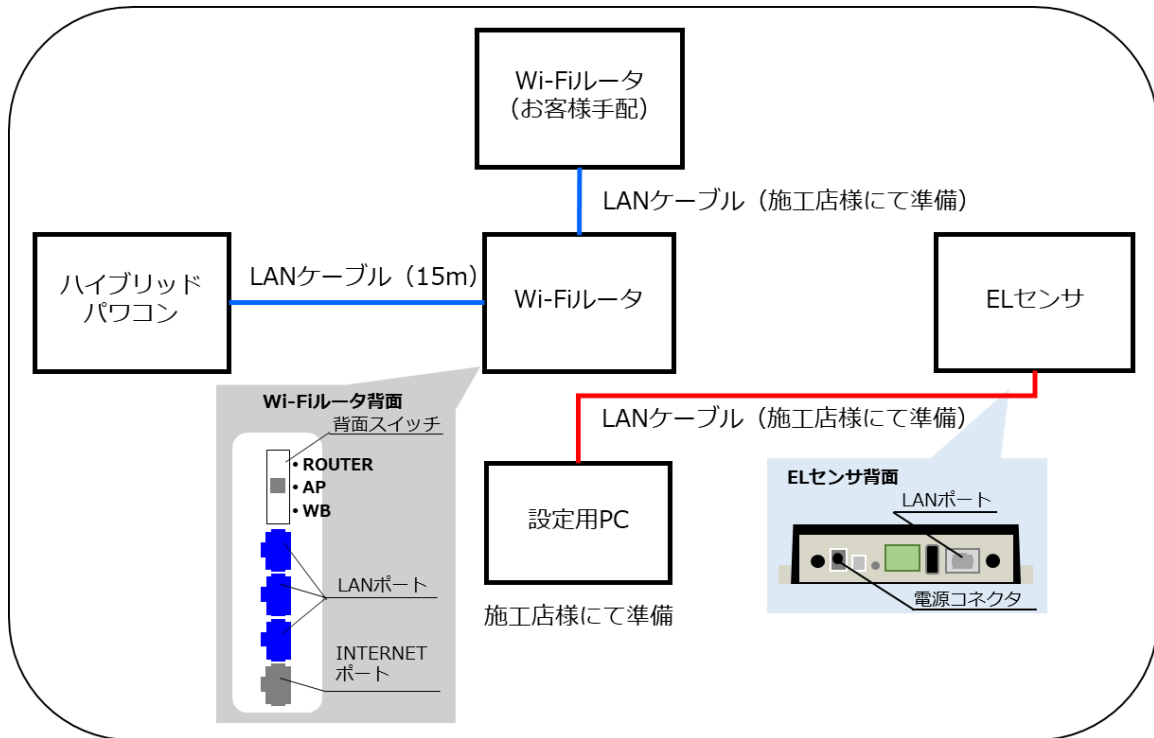 Wi-Fiルータ
（お客様手配）
LANケーブル（施工店様にて準備）
ハイブリッド
パワコン
LANケーブル（15m）
Wi-Fiルータ
ELセンサ
Wi-Fiルータ背面
背面スイッチ
• ROUTER
• AP
• WB
LANポート
INTERNET
ポート
LANケーブル（施工店様にて準備）
設定用PC
施工店様にて準備
ELセンサ背面
LANポート
電源コネクタ